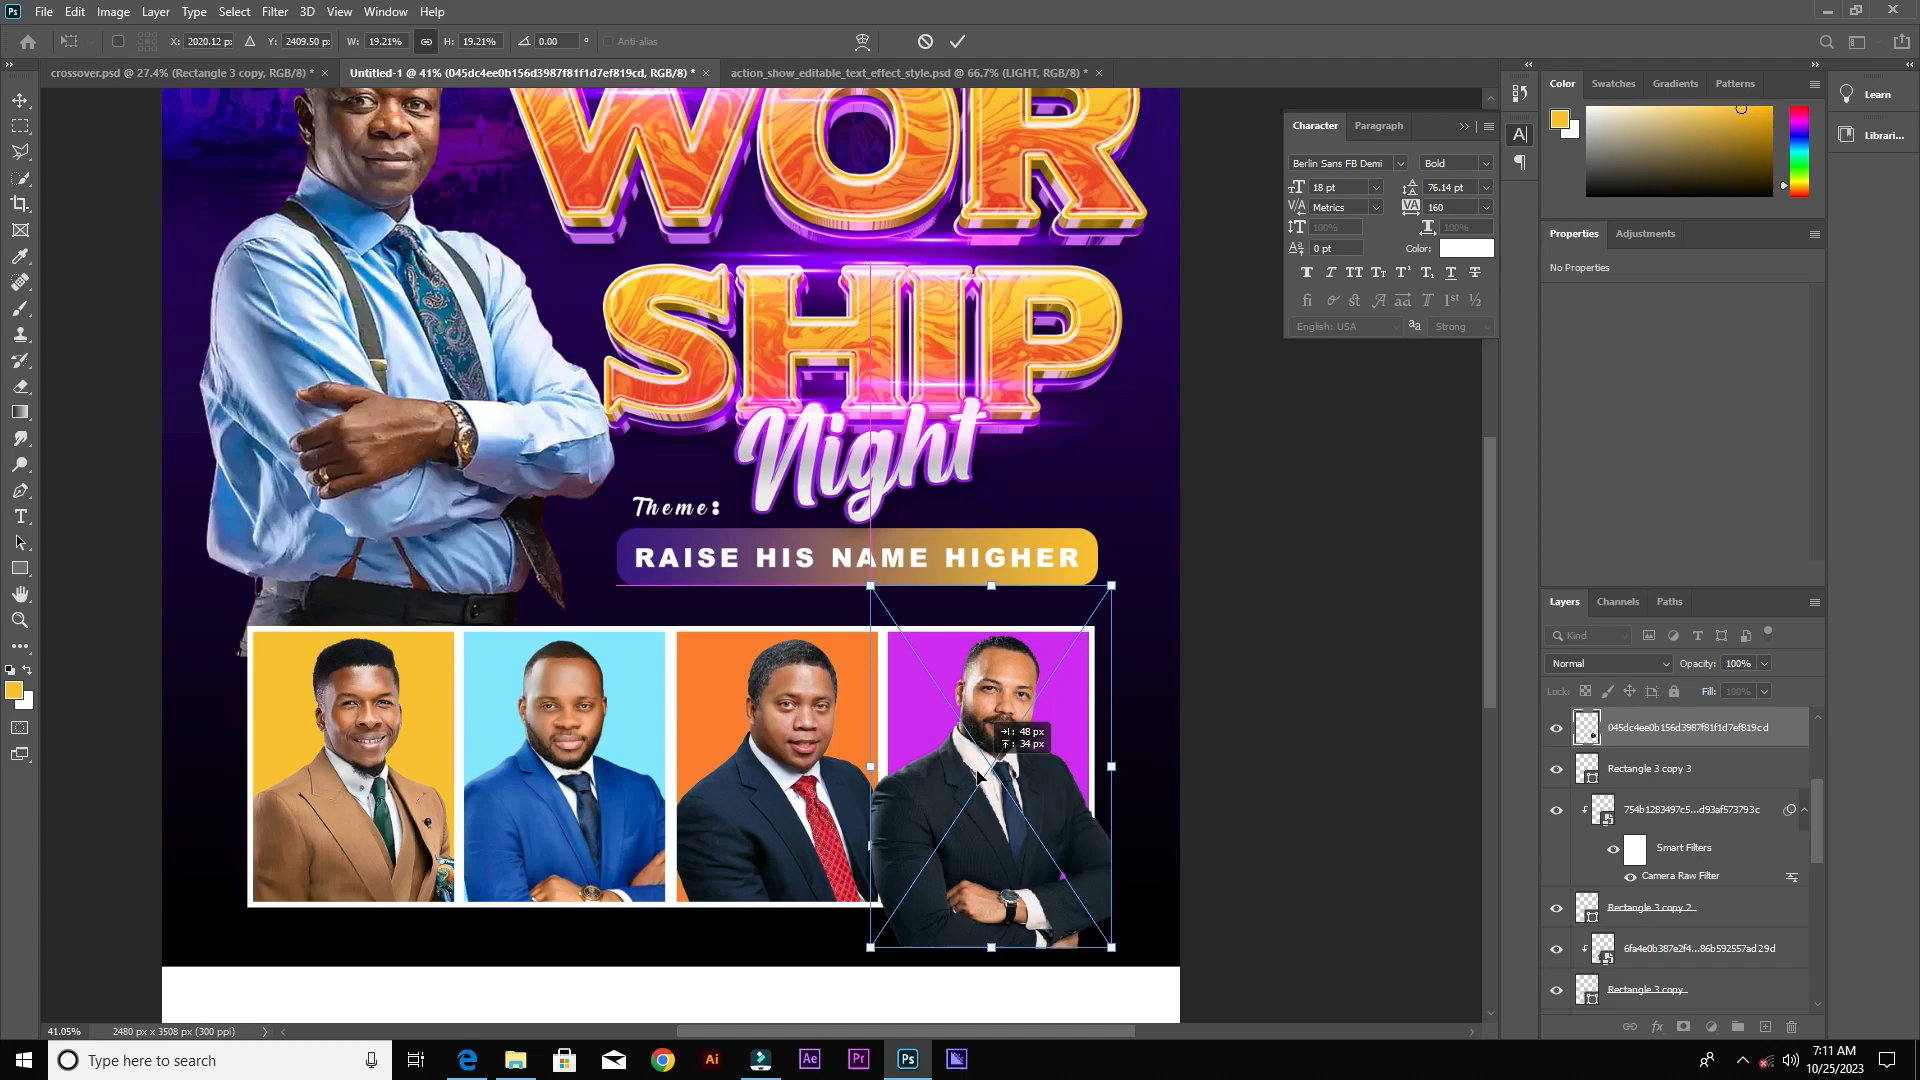 Ps File Edit Image Layer Type Select Filter 3D View Window Help
X: 2020.12 p: Y: 2409.50 p: W: 19.21% H: 19.21% 0.00 ° Anti-alias
crossover.psd @ 27.4% (Rectangle 3 copy, RGB/8) * ×
Untitled-1 @ 41% (045dc4ee0b156d3987f81f1d7ef819cd, RGB/8) * ×
action_show_editable_text_effect_style.psd @ 66.7% (LIGHT, RGB/8) * ×
WOR
SHIP
Night
Theme:
RAISE HIS NAME HIGHER
48 px
34 px
Character Paragraph
Berlin Sans FB Demi Bold
18 pt 76.14 pt
Metrics 160
100% 100%
0 pt Color:
English: USA Strong
Color Swatches Gradients Patterns
Learn
Librari...
Properties Adjustments
No Properties
Layers Channels Paths
Kind
Normal Opacity: 100%
Lock: Fill: 100%
045dc4ee0b156d3987f81f1d7ef819cd
Rectangle 3 copy 3
754b1283497c5...d93af573793c
Smart Filters
Camera Raw Filter
Rectangle 3 copy 2
6fa4e0b387e2f4...86b592557ad29d
Rectangle 3 copy
41.05% 2480 px x 3508 px (300 ppi)
Type here to search
Ai Ae Pr Ps
7:11 AM
10/25/2023